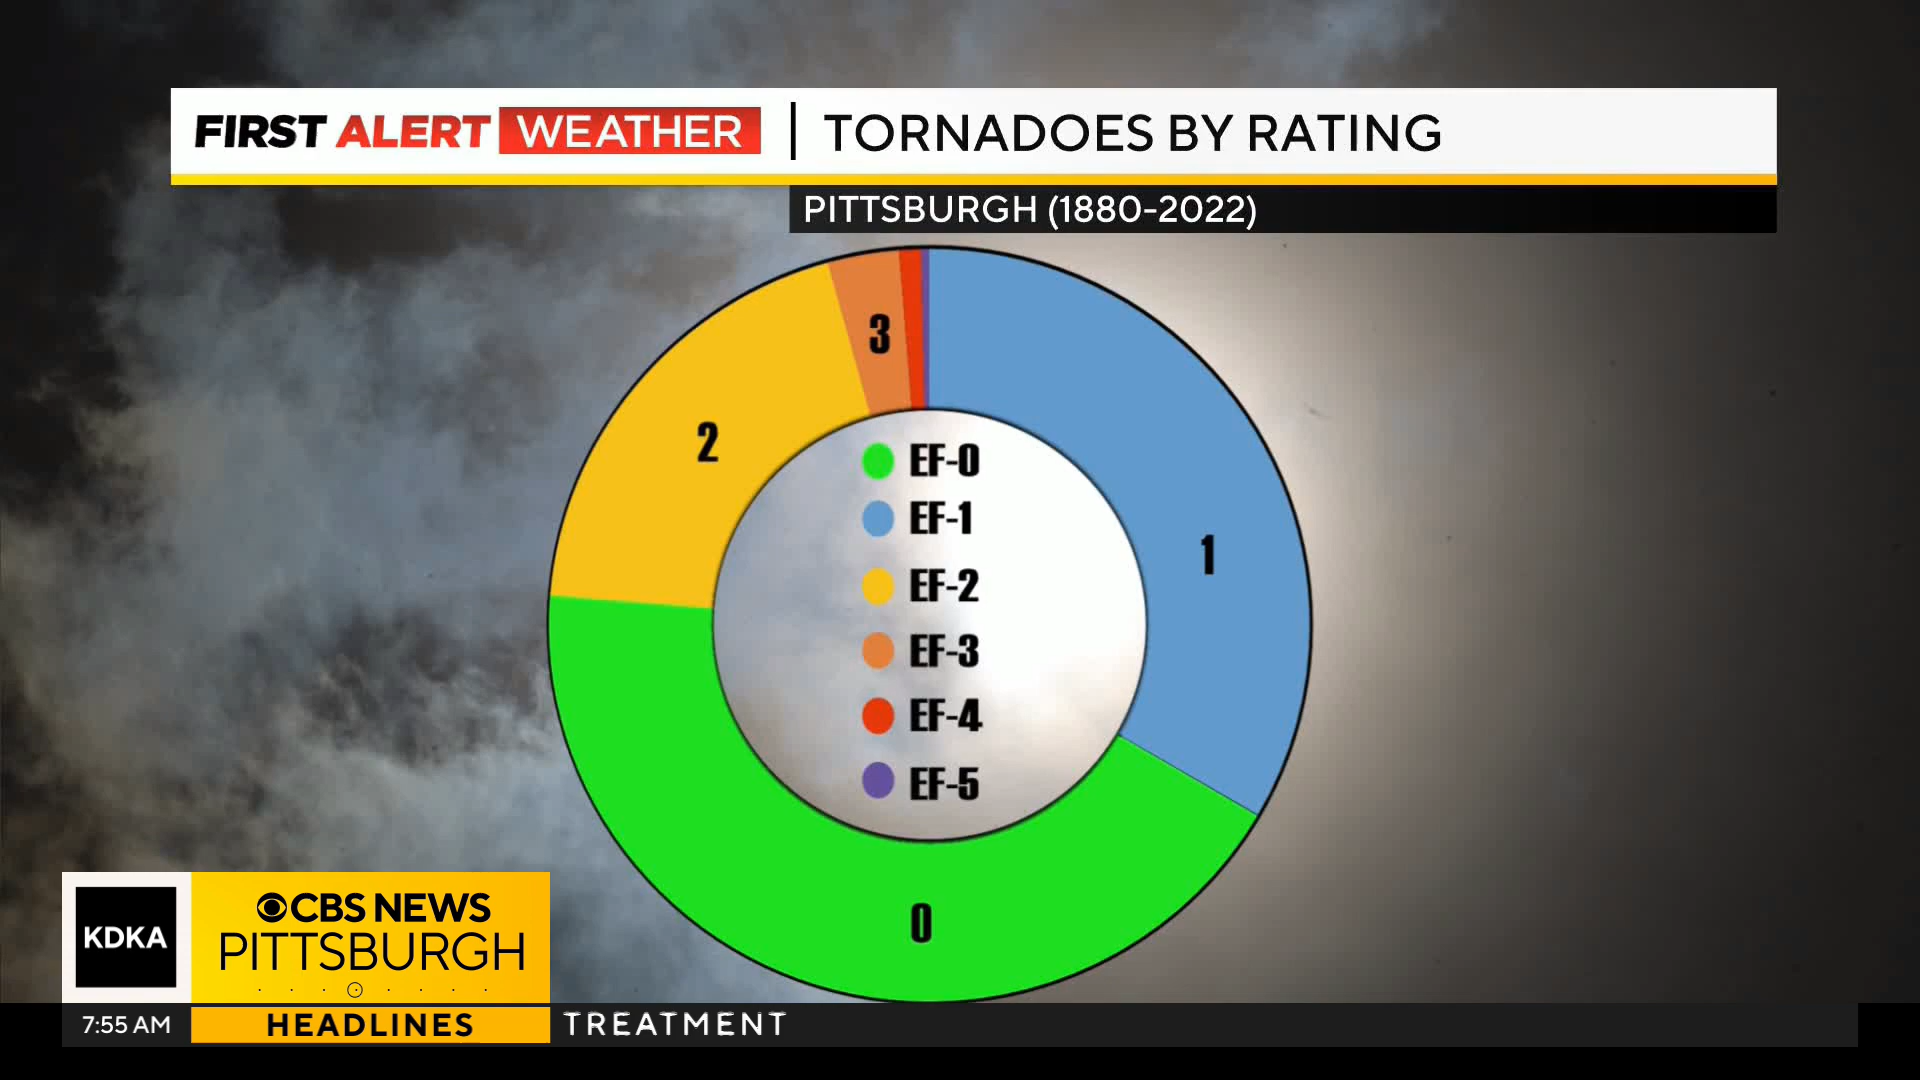 FIRST ALERT WEATHER | TORNADOES BY RATING
PITTSBURGH (1880-2022)
3
2
1
0
EF-0
EF-1
EF-2
EF-3
EF-4
EF-5
KDKA
CBS NEWS
PITTSBURGH
7:55 AM
HEADLINES
TREATMENT